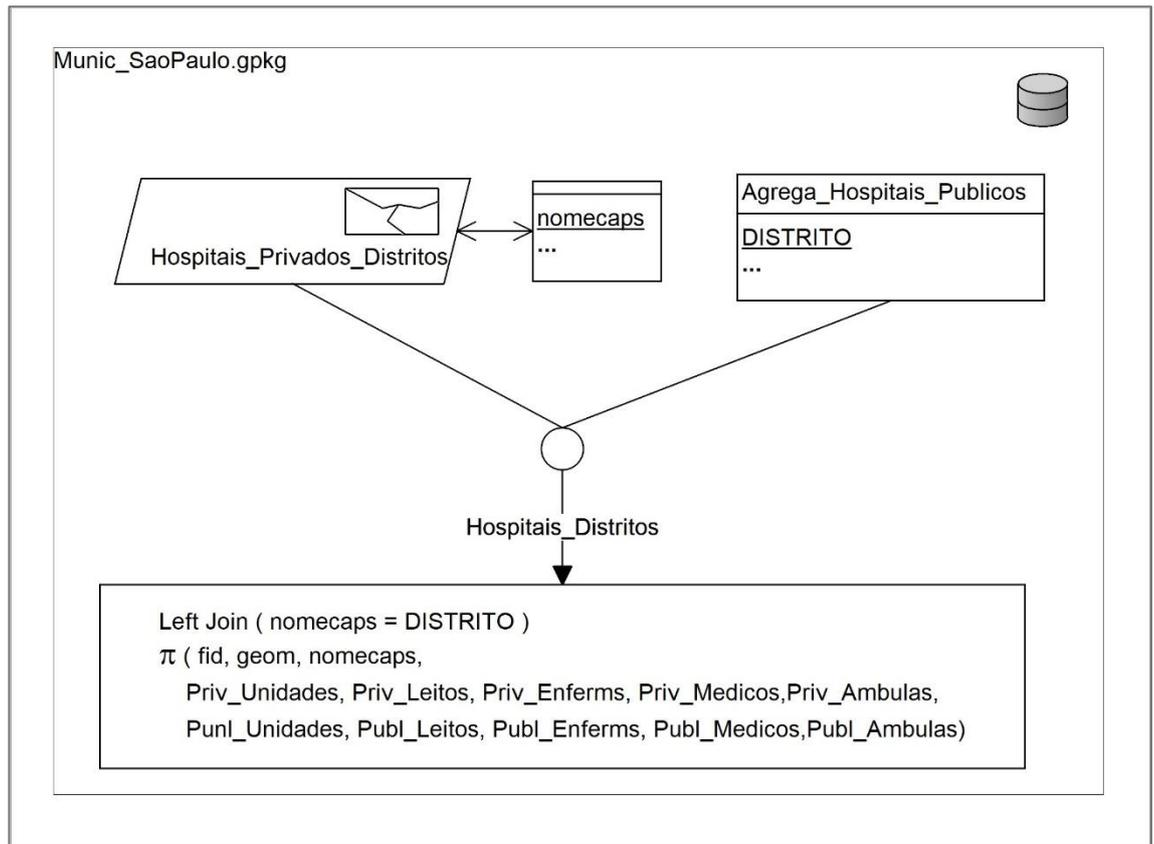 Munic_SaoPaulo.gpkg
Hospitais_Privados_Distritos
nomecaps
...
Agrega_Hospitais_Publicos
DISTRITO
...
Hospitais_Distritos
Left Join ( nomecaps = DISTRITO )
π ( fid, geom, nomecaps,
Priv_Unidades, Priv_Leitos, Priv_Enferms, Priv_Medicos,Priv_Ambulas,
Punl_Unidades, Publ_Leitos, Publ_Enferms, Publ_Medicos,Publ_Ambulas)